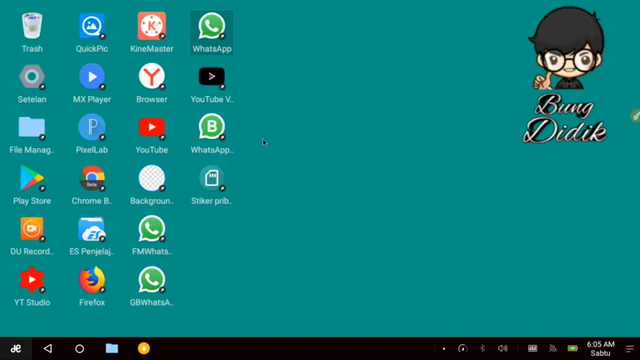 Trash
QuickPic
KineMaster
WhatsApp
Setelan
MX Player
Browser
YouTube V..
File Manag..
PixelLab
YouTube
WhatsApp..
Play Store
Chrome B..
Beta
Backgroun..
Stiker prib..
DU Record..
ES Penjelaj..
FMWhats..
YT Studio
Firefox
GBWhatsA..
Bung
Didik
6:05 AM
Sabtu